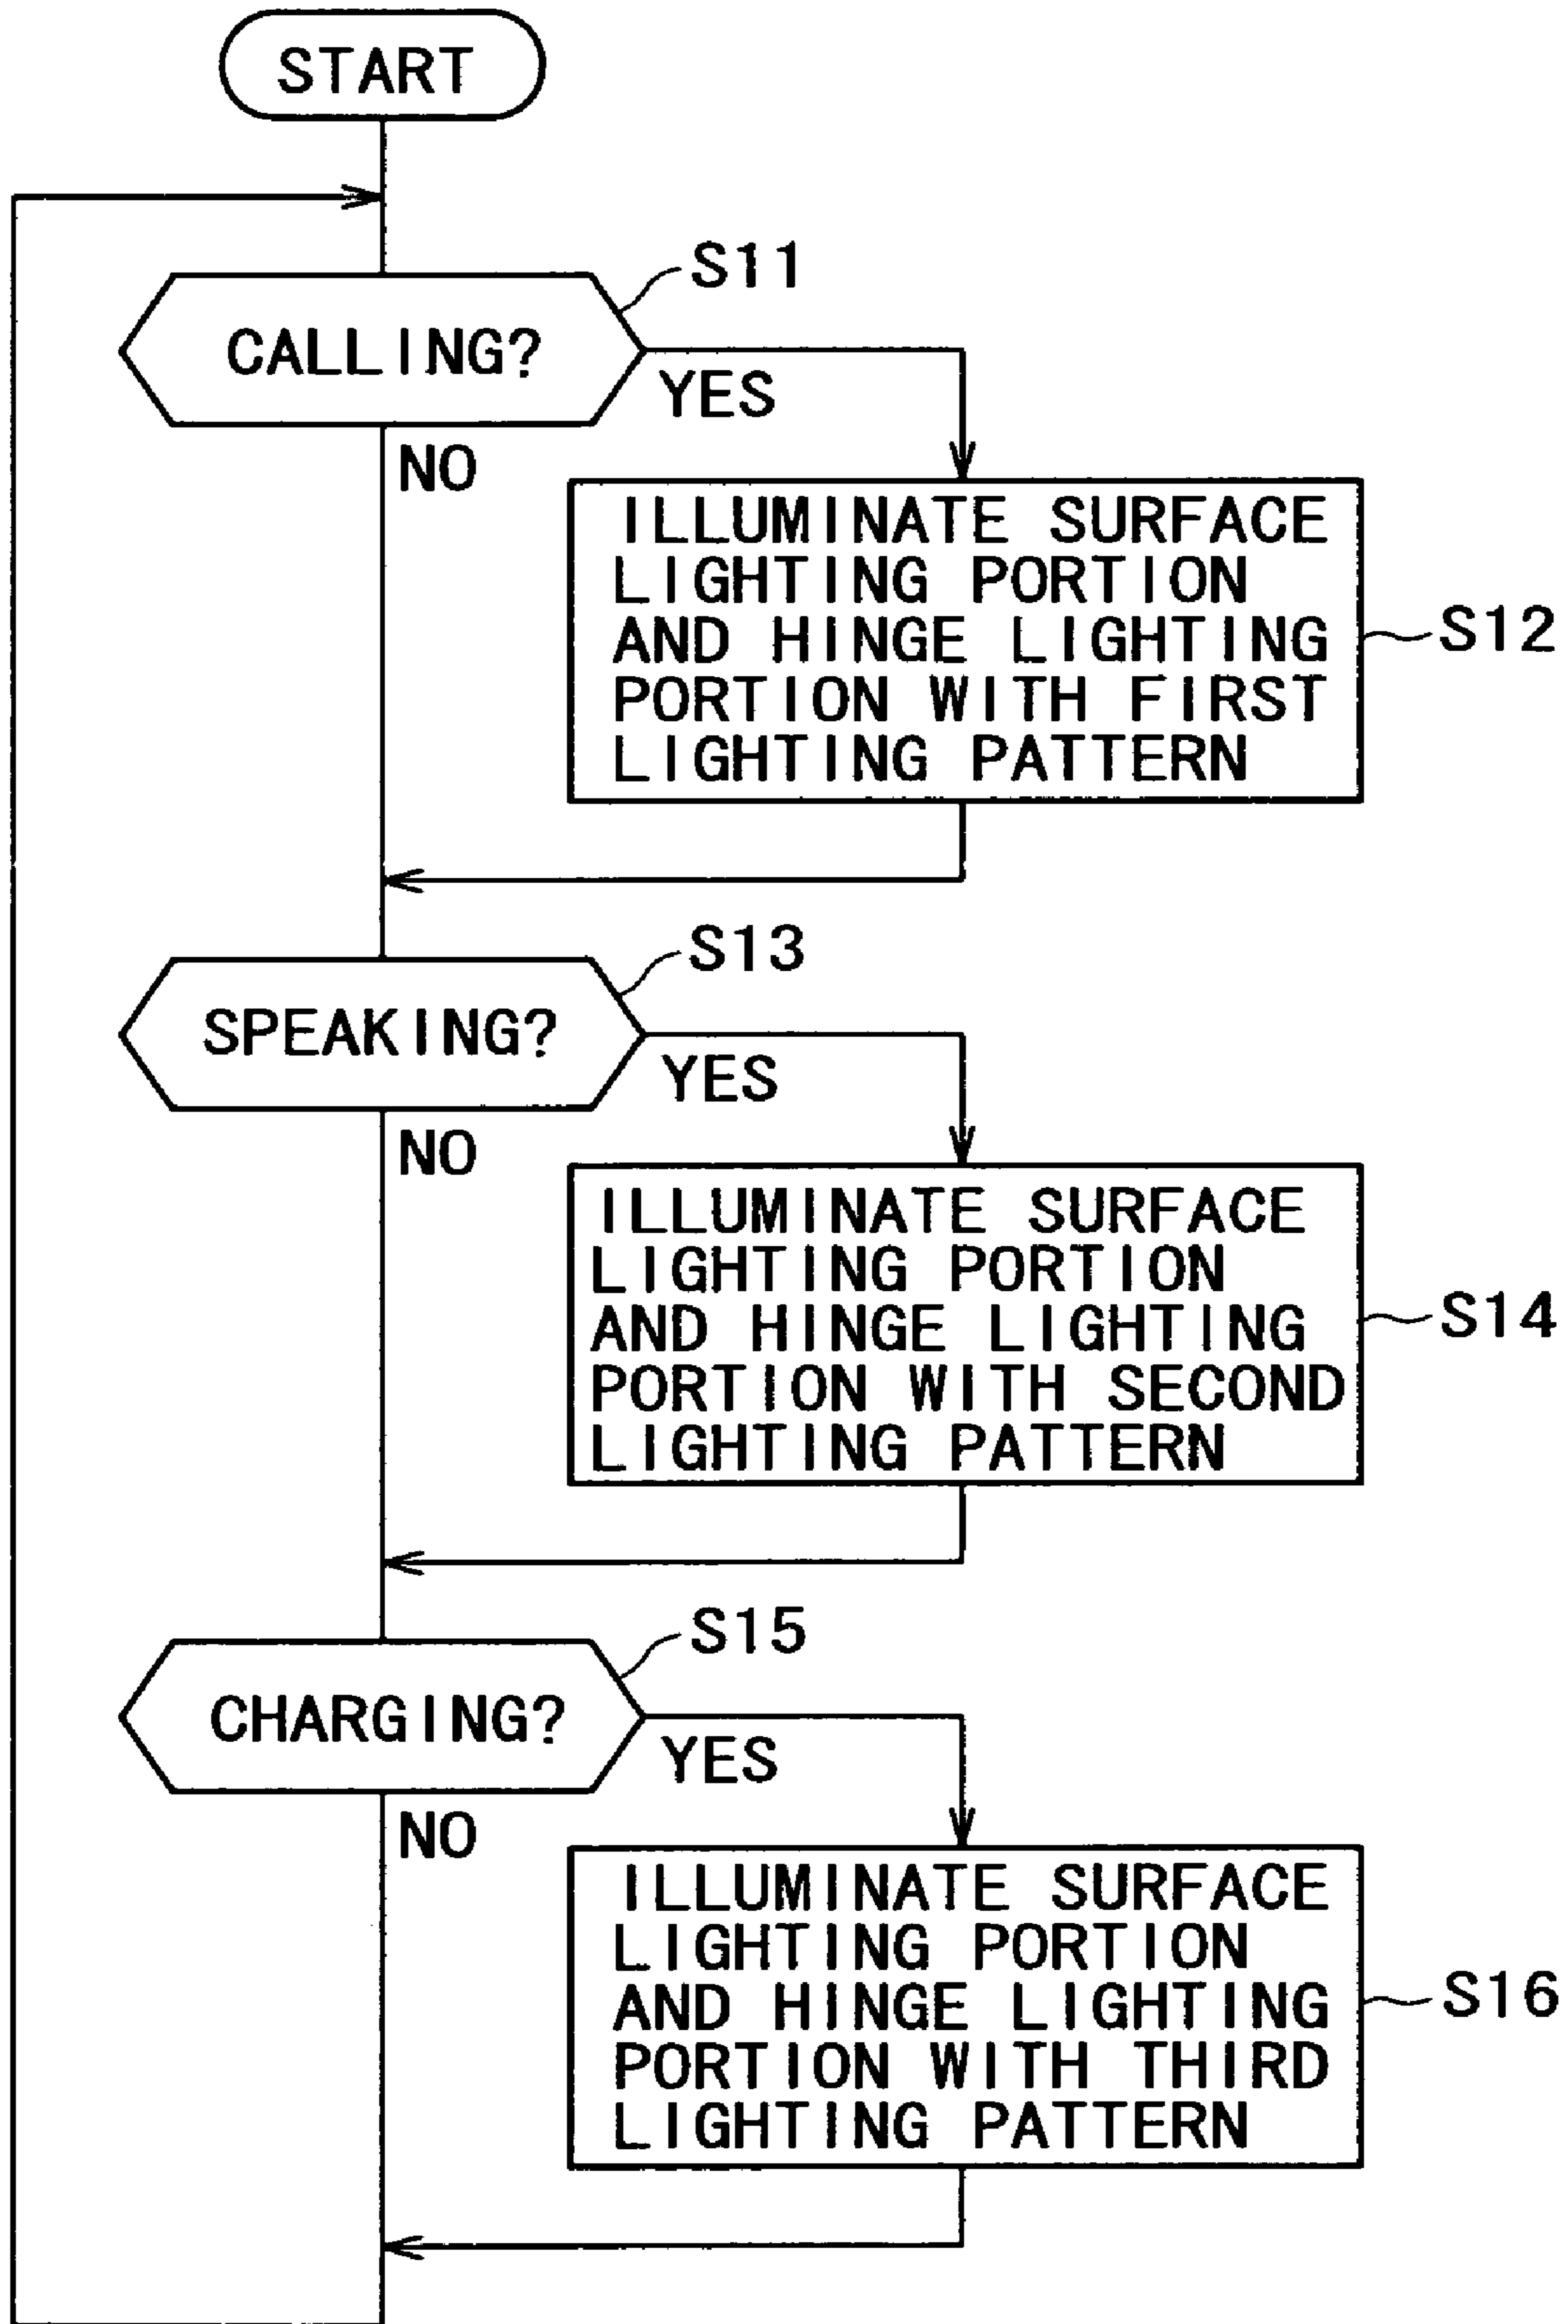 START
S11
CALLING?
YES
NO
ILLUMINATE SURFACE
LIGHTING PORTION
AND HINGE LIGHTING
PORTION WITH FIRST
LIGHTING PATTERN
S12
S13
SPEAKING?
YES
NO
ILLUMINATE SURFACE
LIGHTING PORTION
AND HINGE LIGHTING
PORTION WITH SECOND
LIGHTING PATTERN
S14
S15
CHARGING?
YES
NO
ILLUMINATE SURFACE
LIGHTING PORTION
AND HINGE LIGHTING
PORTION WITH THIRD
LIGHTING PATTERN
S16